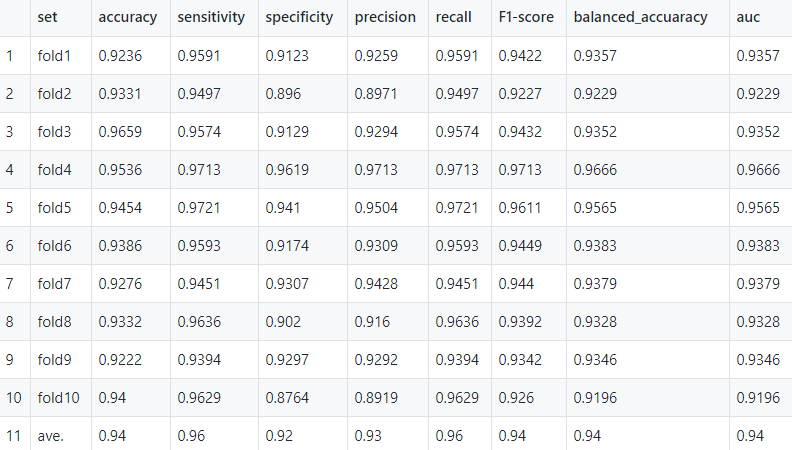 set accuracy sensitivity specificity precision recall F1-score balanced_accuaracy auc
1 fold1 0.9236 0.9591 0.9123 0.9259 0.9591 0.9422 0.9357 0.9357
2 fold2 0.9331 0.9497 0.896 0.8971 0.9497 0.9227 0.9229 0.9229
3 fold3 0.9659 0.9574 0.9129 0.9294 0.9574 0.9432 0.9352 0.9352
4 fold4 0.9536 0.9713 0.9619 0.9713 0.9713 0.9713 0.9666 0.9666
5 fold5 0.9454 0.9721 0.941 0.9504 0.9721 0.9611 0.9565 0.9565
6 fold6 0.9386 0.9593 0.9174 0.9309 0.9593 0.9449 0.9383 0.9383
7 fold7 0.9276 0.9451 0.9307 0.9428 0.9451 0.944 0.9379 0.9379
8 fold8 0.9332 0.9636 0.902 0.916 0.9636 0.9392 0.9328 0.9328
9 fold9 0.9222 0.9394 0.9297 0.9292 0.9394 0.9342 0.9346 0.9346
10 fold10 0.94 0.9629 0.8764 0.8919 0.9629 0.926 0.9196 0.9196
11 ave. 0.94 0.96 0.92 0.93 0.96 0.94 0.94 0.94